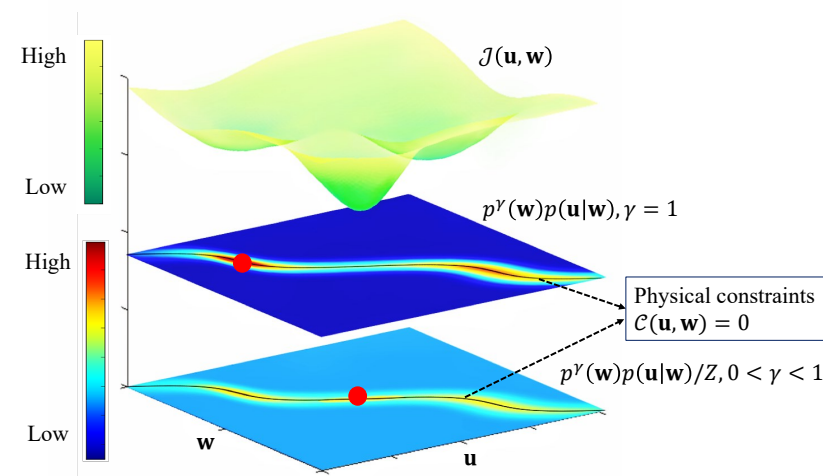 High
𝒥(𝐮, 𝐰)
Low
p^γ(𝐰)p(𝐮|𝐰), γ = 1
High
Physical constraints
𝒞(𝐮, 𝐰) = 0
p^γ(𝐰)p(𝐮|𝐰)/Z, 0 < γ < 1
Low
𝐰
𝐮